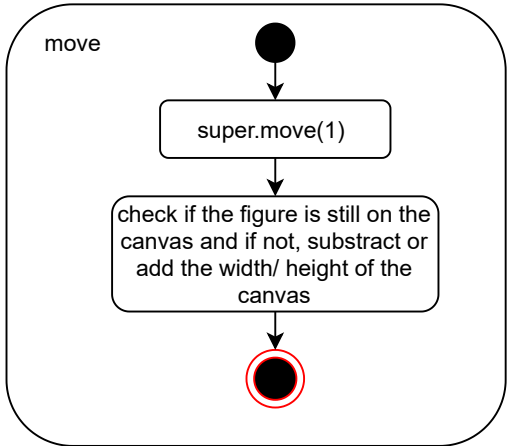 move
super.move(1)
check if the figure is still on the
canvas and if not, substract or
add the width/ height of the
canvas